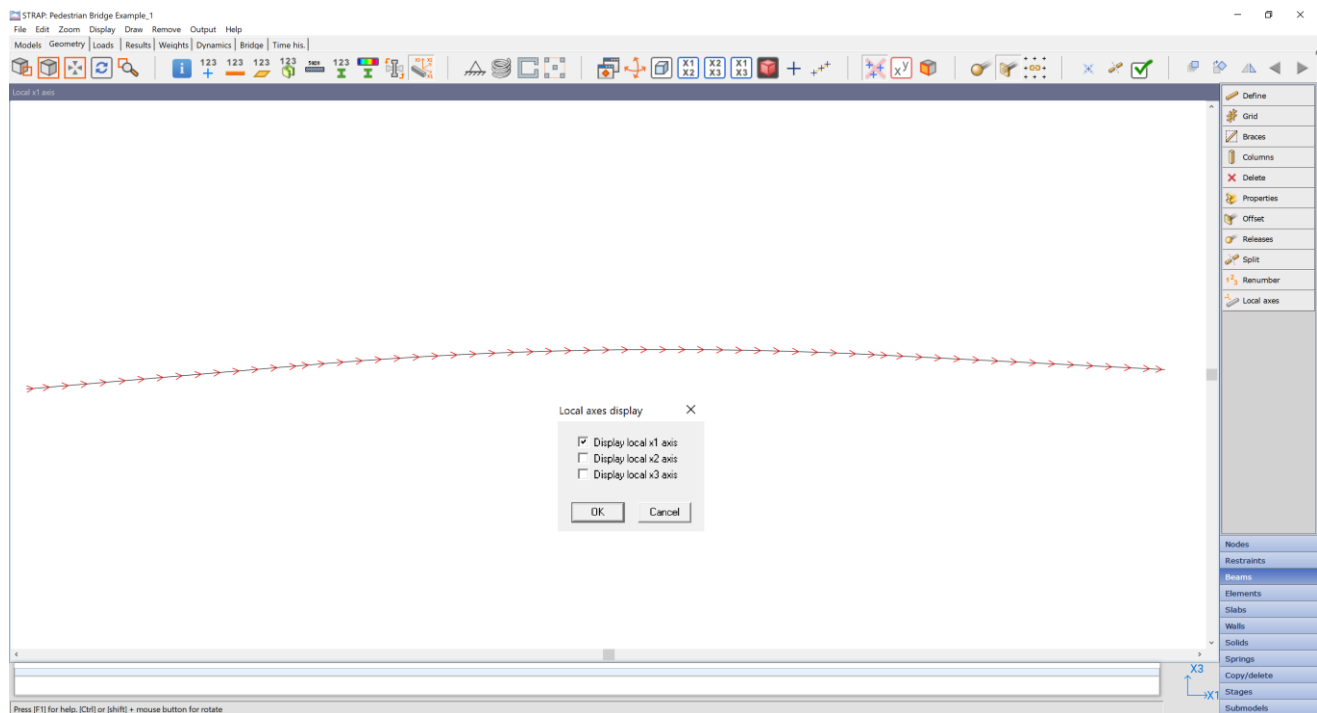 STRAP: Pedestrian Bridge Example_1
File Edit Zoom Display Draw Remove Output Help
Models Geometry Loads Results Weights Dynamics Bridge Time his.
123 123 123 123 123
X1 X2 X2 X3 X1 X3
Local x1 axis
Define
Grid
Braces
Columns
Delete
Properties
Offset
Releases
Split
Renumber
Local axes
Local axes display
Display local x1 axis
Display local x2 axis
Display local x3 axis
OK Cancel
Nodes
Restraints
Beams
Elements
Slabs
Walls
Solids
Springs
Copy/delete
Stages
Submodels
X3
X1
Press [F1] for help. [Ctrl] or [shift] + mouse button for rotate